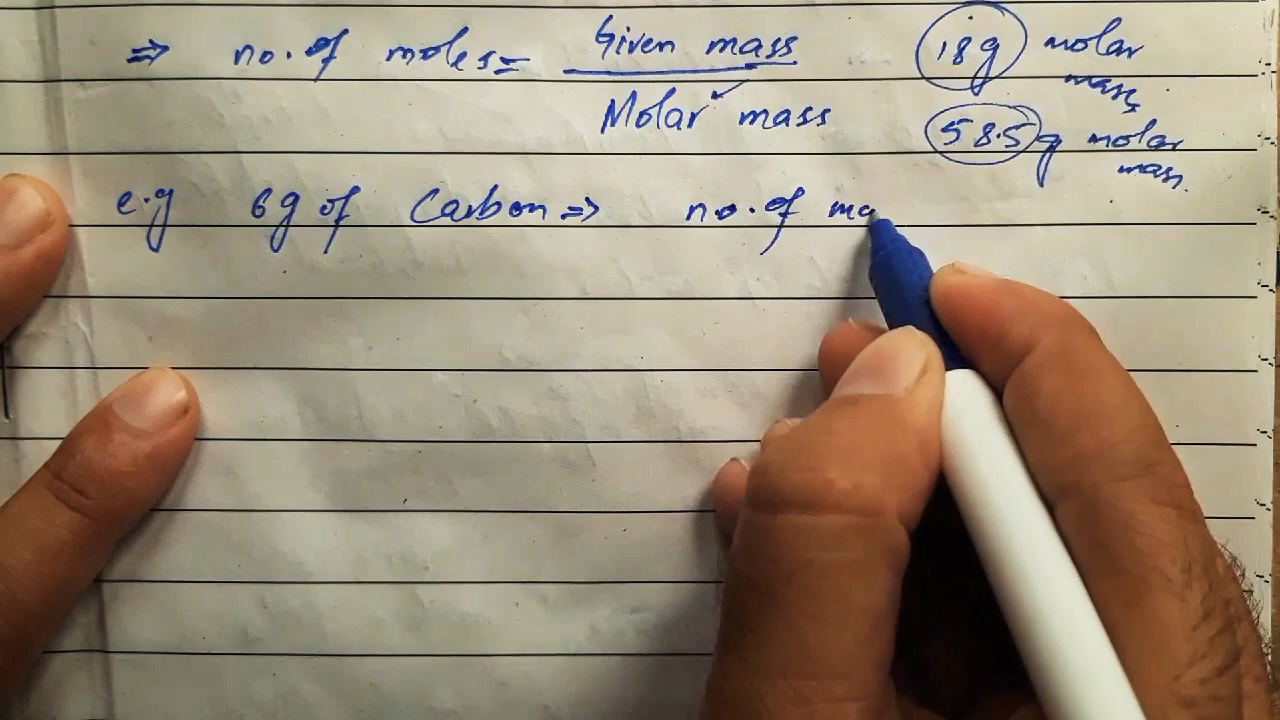 ⇒ no. of moles = Given mass
Molar mass
18g molar
mass
58.5g molar
mass.
e.g 6g of Carbon ⇒ no. of mo